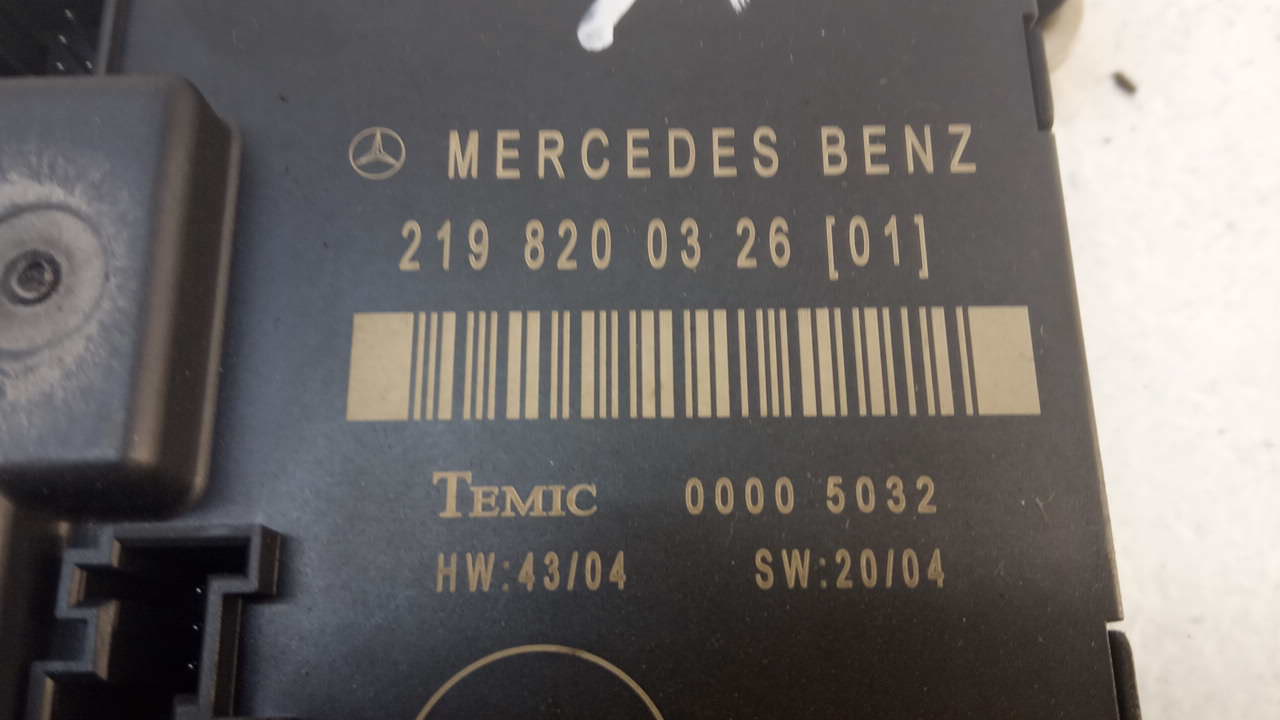 MERCEDES BENZ
219 820 03 26 [01]
TEMIC 0000 5032
HW:43/04 SW:20/04